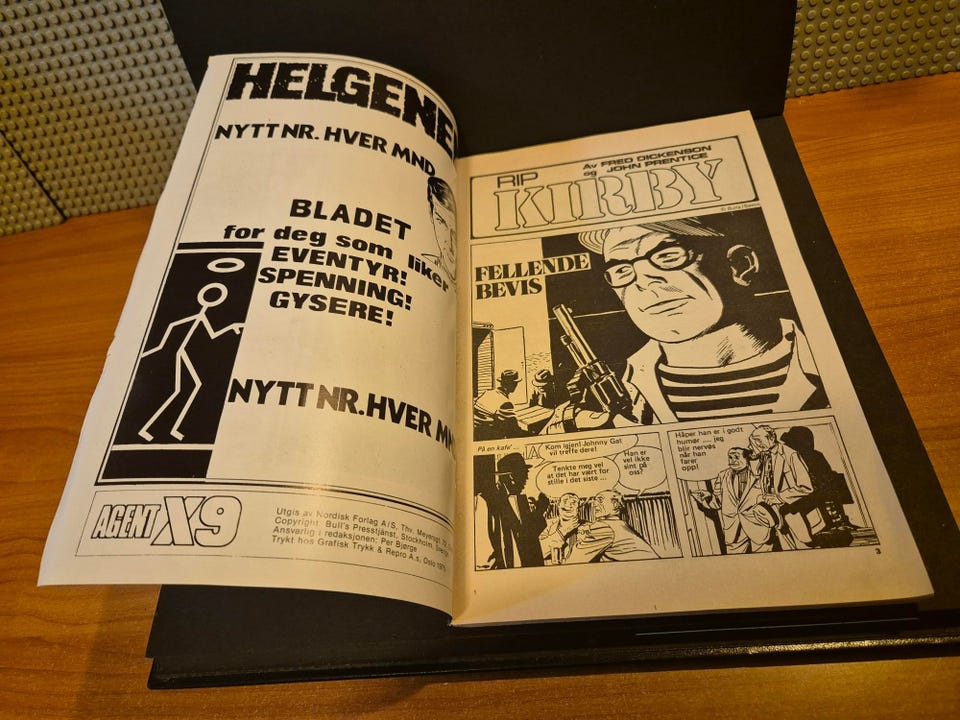 HELGENE
NYTT NR. HVER MND
BLADET
for deg som liker
EVENTYR!
SPENNING!
GYSERE!
NYTT NR. HVER
AGENT X9
Utgis av Nordisk Forlag A/S, Thv. Meyersgt.
Copyright: Bull's Presstjänst, Stockholm,
Ansvarlig i redaksjonen: Per Bjørge
Trykt hos Grafisk Trykk & Repro A.s, Oslo
RIP
KIRBY
Av FRED DICKENSON
og JOHN PRENTICE
FELLENDE
BEVIS
På en kafe'...
Kom igjen! Johnny Gat
vil treffe dere!
Tenkte meg vel
at det har vært for
stille i det siste ...
Han er
vel ikke
sint på
oss?
Håper han er i godt
humør .... jeg
blir nervøs
når han
farer
opp!
3